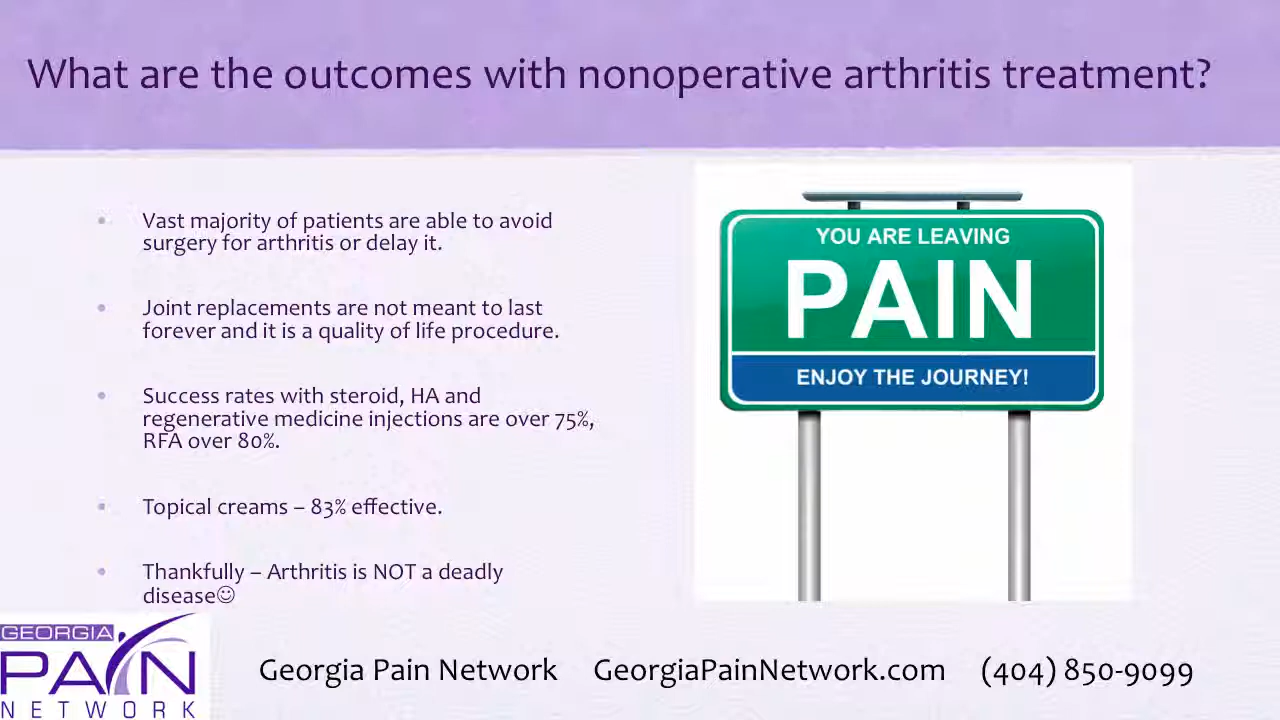 What are the outcomes with nonoperative arthritis treatment?
Vast majority of patients are able to avoid
surgery for arthritis or delay it.
Joint replacements are not meant to last
forever and it is a quality of life procedure.
Success rates with steroid, HA and
regenerative medicine injections are over 75%,
RFA over 80%.
Topical creams – 83% effective.
Thankfully – Arthritis is NOT a deadly
disease☺
YOU ARE LEAVING
PAIN
ENJOY THE JOURNEY!
GEORGIA
PAIN
NETWORK
Georgia Pain Network GeorgiaPainNetwork.com (404) 850-9099